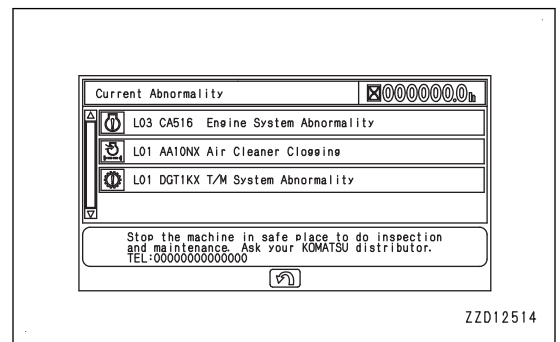 Current Abnormality 000000.0h
L03 CA516 Engine System Abnormality
L01 AA10NX Air Cleaner Clogging
L01 DGT1KX T/M System Abnormality
Stop the machine in safe place to do inspection
and maintenance. Ask your KOMATSU distributor.
TEL:00000000000000
ZZD12514